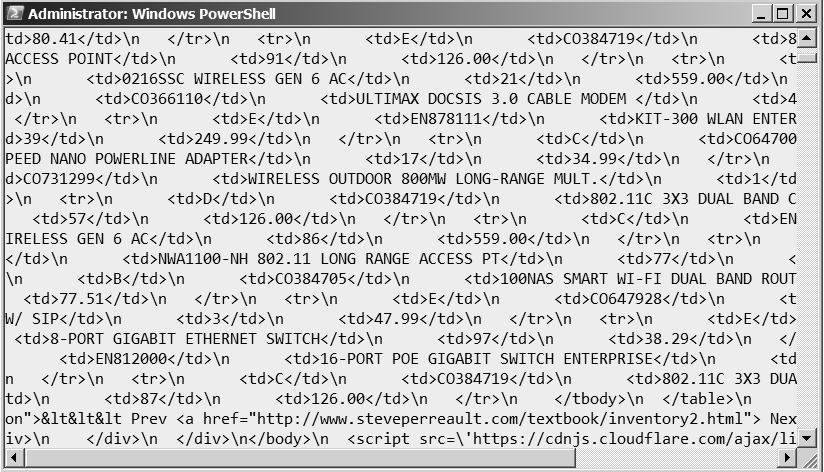 Administrator: Windows PowerShell
td>80.41</td>\n   </tr>\n   <tr>\n       <td>E</td>\n       <td>CO384719</td>\n       <td>8
ACCESS POINT</td>\n       <td>91</td>\n       <td>126.00</td>\n   </tr>\n   <tr>\n       <t
>\n       <td>0216SSC WIRELESS GEN 6 AC</td>\n       <td>21</td>\n       <td>559.00</td>\n
d>\n       <td>CO366110</td>\n       <td>ULTIMAX DOCSIS 3.0 CABLE MODEM </td>\n       <td>4
</tr>\n   <tr>\n       <td>E</td>\n       <td>EN878111</td>\n       <td>KIT-300 WLAN ENTER
d>39</td>\n       <td>249.99</td>\n   </tr>\n   <tr>\n       <td>C</td>\n       <td>CO64700
PEED NANO POWERLINE ADAPTER</td>\n       <td>17</td>\n       <td>34.99</td>\n   </tr>\n
d>CO731299</td>\n       <td>WIRELESS OUTDOOR 800MW LONG-RANGE MULT.</td>\n       <td>1</td
>\n   <tr>\n       <td>D</td>\n       <td>CO384719</td>\n       <td>802.11C 3X3 DUAL BAND C
<td>57</td>\n       <td>126.00</td>\n   </tr>\n   <tr>\n       <td>C</td>\n       <td>EN
IRELESS GEN 6 AC</td>\n       <td>86</td>\n       <td>559.00</td>\n   </tr>\n   <tr>\n
</td>\n       <td>NWA1100-NH 802.11 LONG RANGE ACCESS PT</td>\n       <td>77</td>\n       <
\n       <td>B</td>\n       <td>CO384705</td>\n       <td>100NAS SMART WI-FI DUAL BAND ROUT
<td>77.51</td>\n   </tr>\n   <tr>\n       <td>E</td>\n       <td>CO647928</td>\n       <t
W/ SIP</td>\n       <td>3</td>\n       <td>47.99</td>\n   </tr>\n   <tr>\n       <td>E</td>
<td>8-PORT GIGABIT ETHERNET SWITCH</td>\n       <td>97</td>\n       <td>38.29</td>\n   </
<td>EN812000</td>\n       <td>16-PORT POE GIGABIT SWITCH ENTERPRISE</td>\n       <td
n   </tr>\n   <tr>\n       <td>C</td>\n       <td>CO384719</td>\n       <td>802.11C 3X3 DUA
td>\n       <td>87</td>\n       <td>126.00</td>\n   </tr>\n   </tbody>\n  </table>\n
on">&lt&lt&lt Prev <a href="http://www.steveperreault.com/textbook/inventory2.html"> Nex
iv>\n    </div>\n  </div>\n</body>\n  <script src=\'https://cdnjs.cloudflare.com/ajax/li